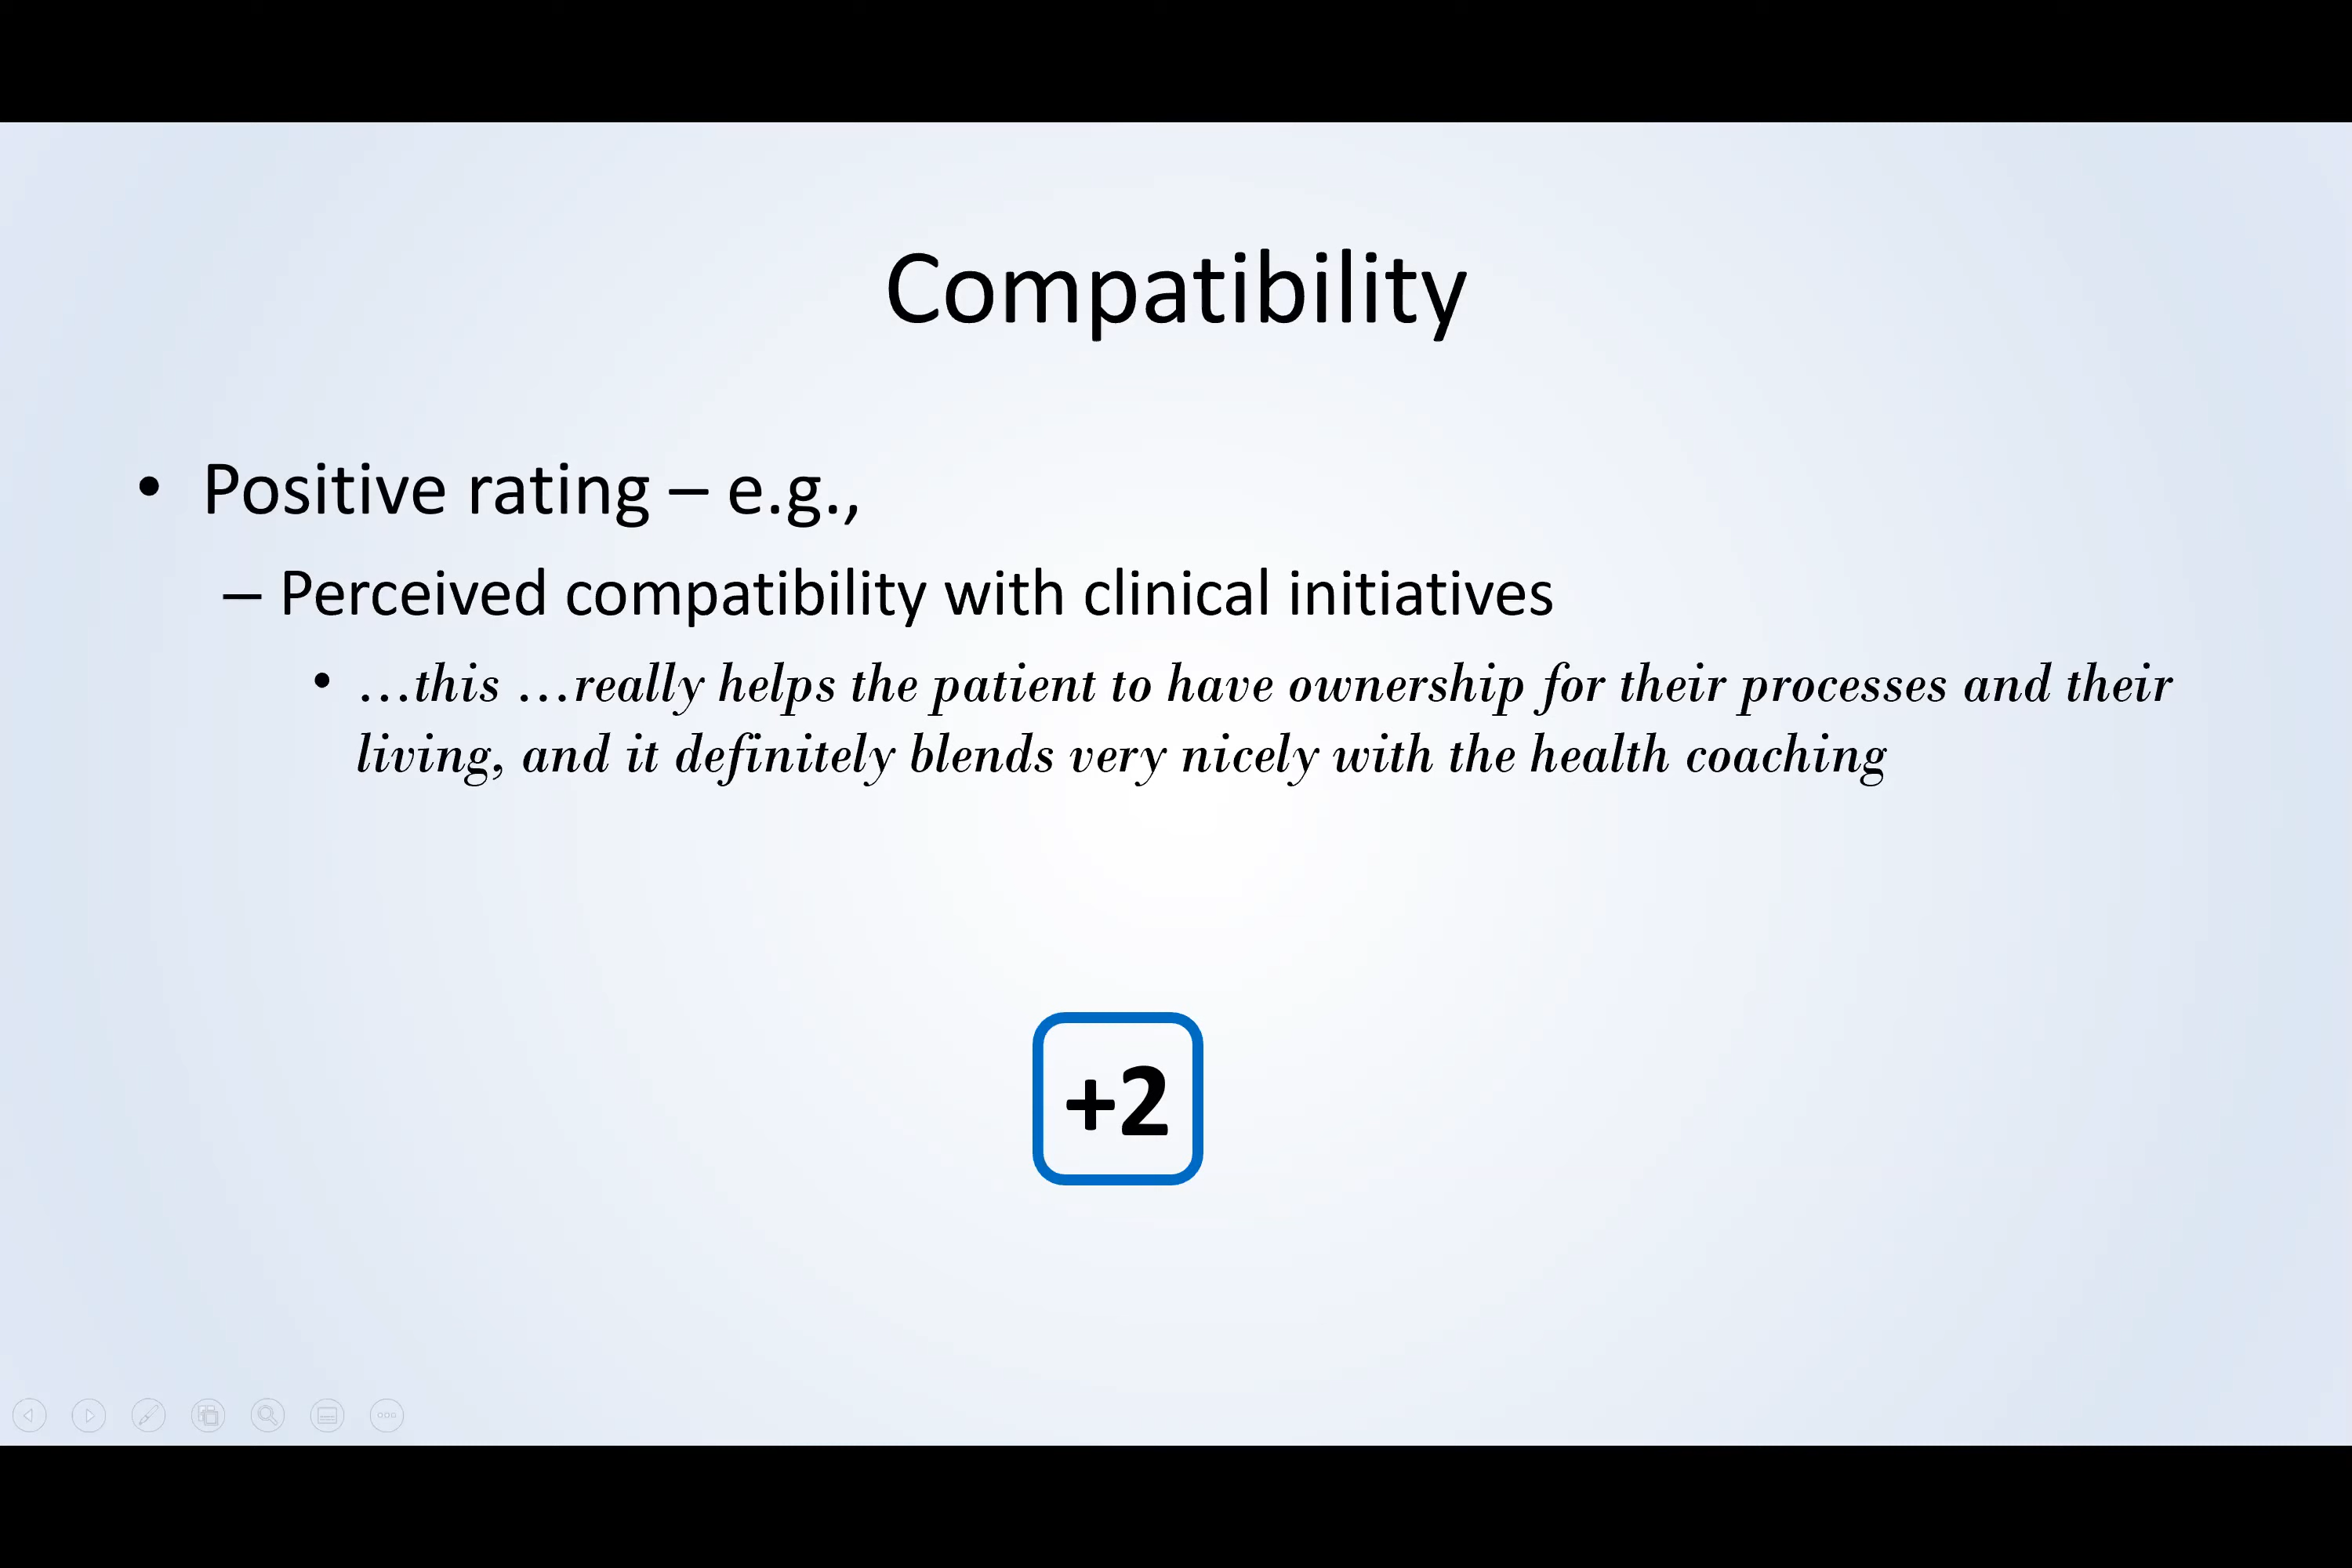 Compatibility
• Positive rating – e.g.,
– Perceived compatibility with clinical initiatives
• …this …really helps the patient to have ownership for their processes and their
living, and it definitely blends very nicely with the health coaching
+2